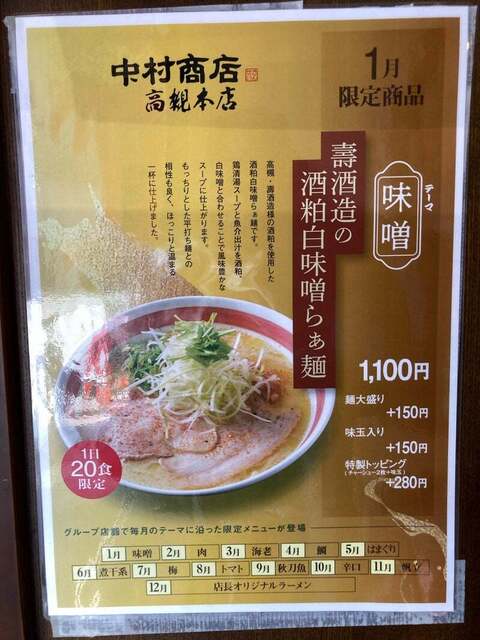 中村商店
高槻本店
1月
限定商品
テーマ
味噌
壽酒造の
酒粕白味噌らぁ麺
高槻・壽酒造様の酒粕を使用した
酒粕白味噌らぁ麺です。
鶏清湯スープと魚介出汁を酒粕、
白味噌と合わせることで風味豊かな
スープに仕上がります。
もっちりとした平打ち麺との
相性も良く、ほっこりと温まる
一杯に仕上げました。
1,100円
麺大盛り
+150円
味玉入り
+150円
特製トッピング
(チャーシュー2枚+味玉)
+280円
1日
20食
限定
グループ店舗で毎月のテーマに沿った限定メニューが登場
1月 味噌 2月 肉 3月 海老 4月 鯛 5月 はまぐり
6月 煮干系 7月 梅 8月 トマト 9月 秋刀魚 10月 辛口 11月 帆立
12月 店長オリジナルラーメン